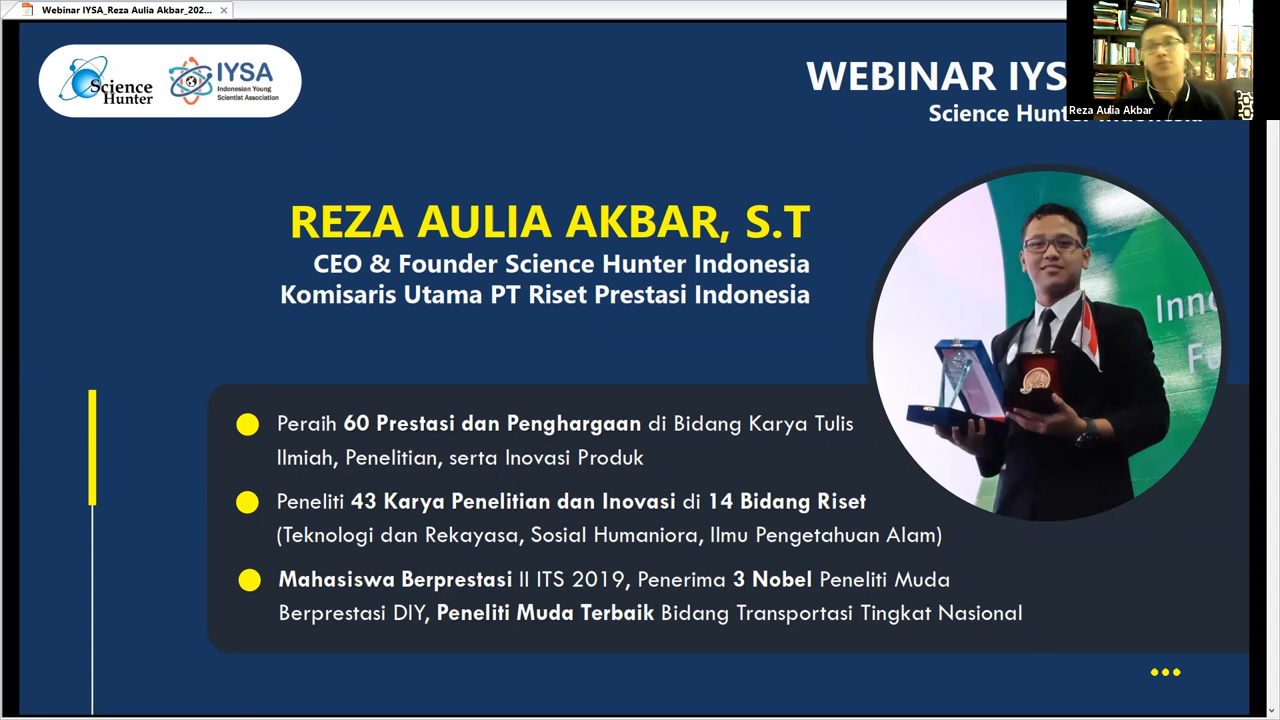 Webinar IYSA_Reza Aulia Akbar_202...
Science
Hunter
IYSA
Indonesian Young
Scientist Association
WEBINAR IYS
Science Hunt
Reza Aulia Akbar
REZA AULIA AKBAR, S.T
CEO & Founder Science Hunter Indonesia
Komisaris Utama PT Riset Prestasi Indonesia
Inno
Fu
Peraih 60 Prestasi dan Penghargaan di Bidang Karya Tulis
Ilmiah, Penelitian, serta Inovasi Produk
Peneliti 43 Karya Penelitian dan Inovasi di 14 Bidang Riset
(Teknologi dan Rekayasa, Sosial Humaniora, Ilmu Pengetahuan Alam)
Mahasiswa Berprestasi II ITS 2019, Penerima 3 Nobel Peneliti Muda
Berprestasi DIY, Peneliti Muda Terbaik Bidang Transportasi Tingkat Nasional